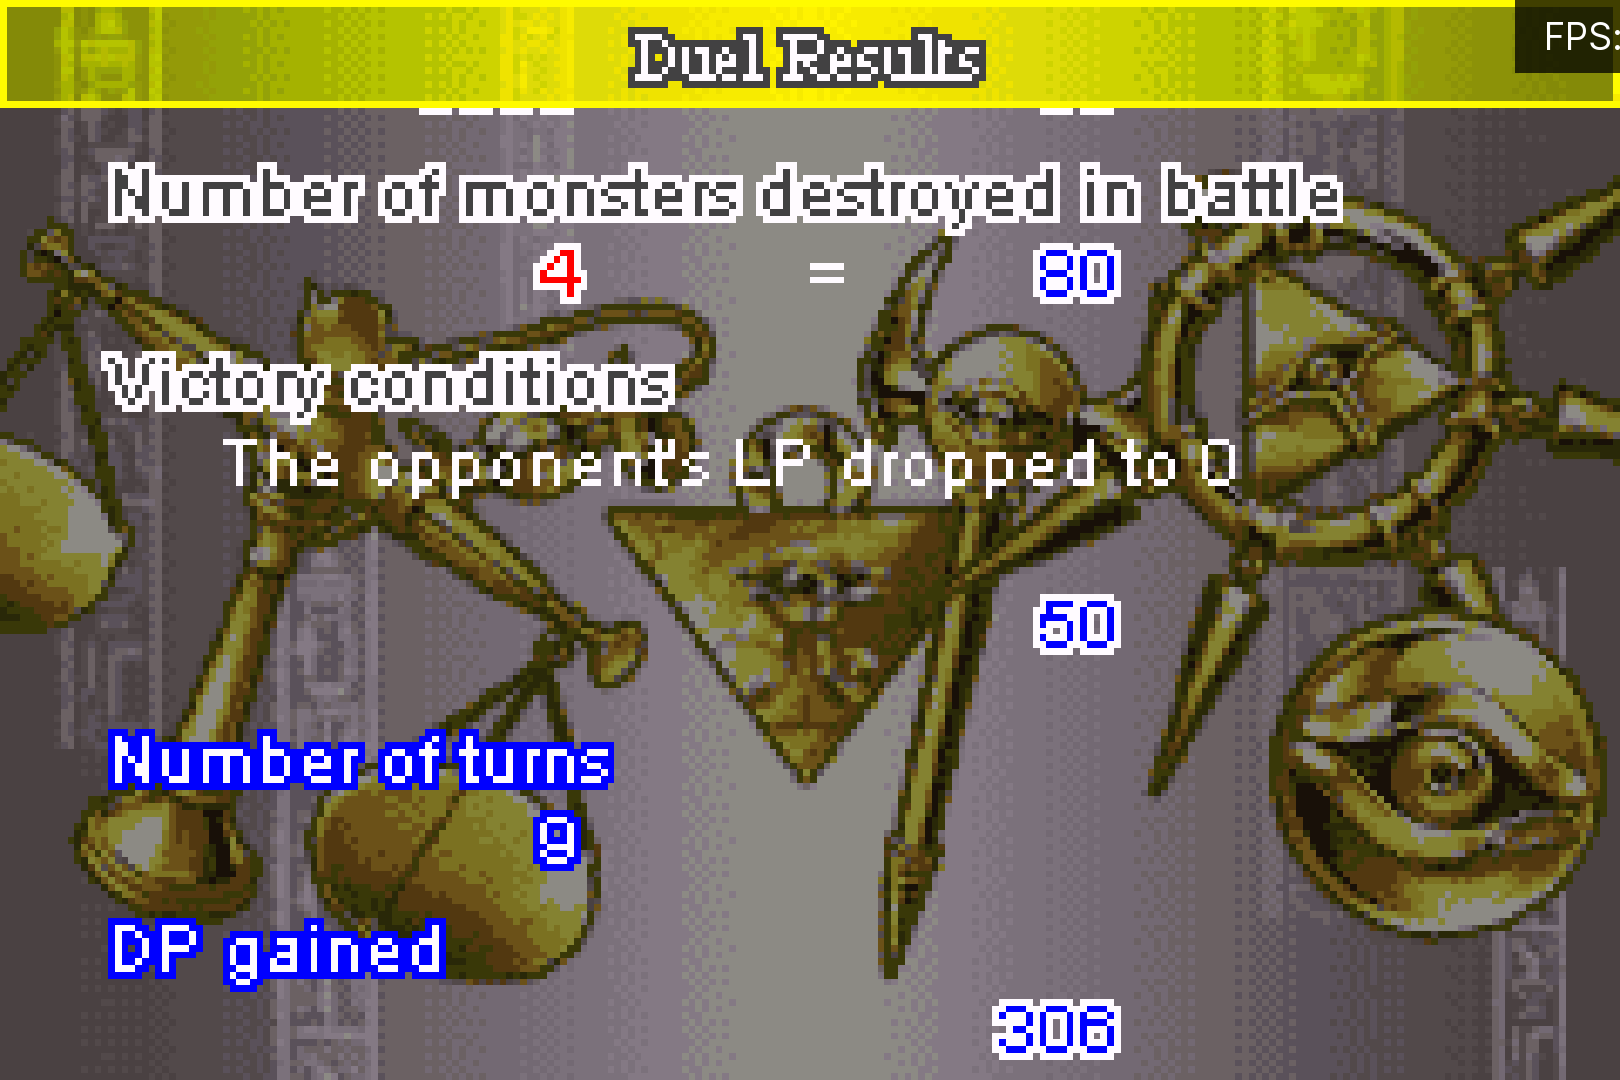 Duel Results
FPS:
Number of monsters destroyed in battle
4 = 80
Victory conditions
The opponent's LP dropped to 0
50
Number of turns
9
DP gained
306